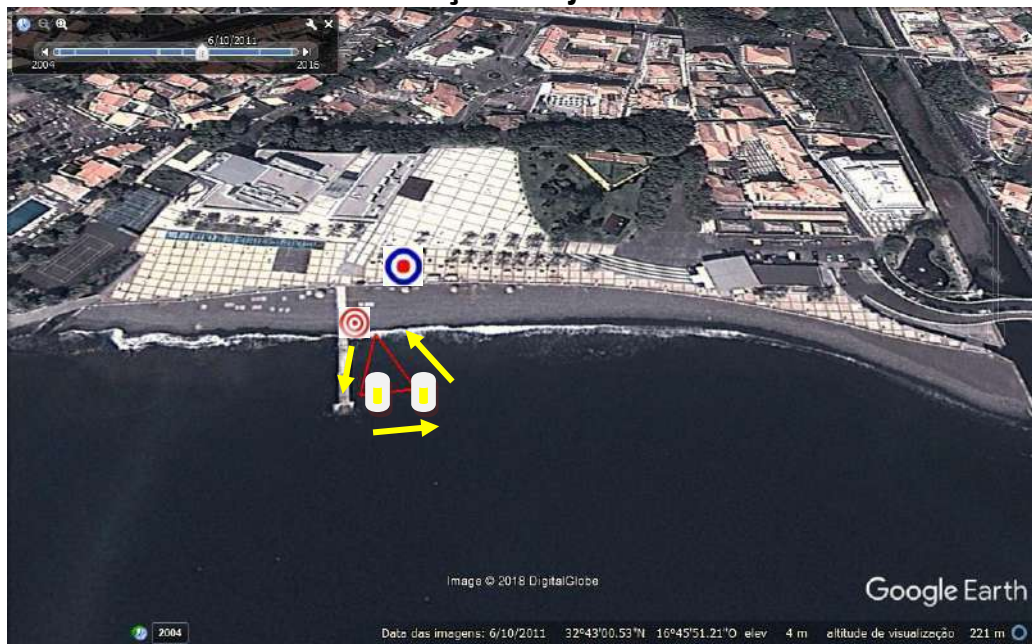 6/10/2011
2004
2016
Image © 2018 DigitalGlobe
Google Earth
2004
Data das imagens: 6/10/2011 32°43'00.53"N 16°45'51.21"O elev 4 m altitude de visualização 221 m